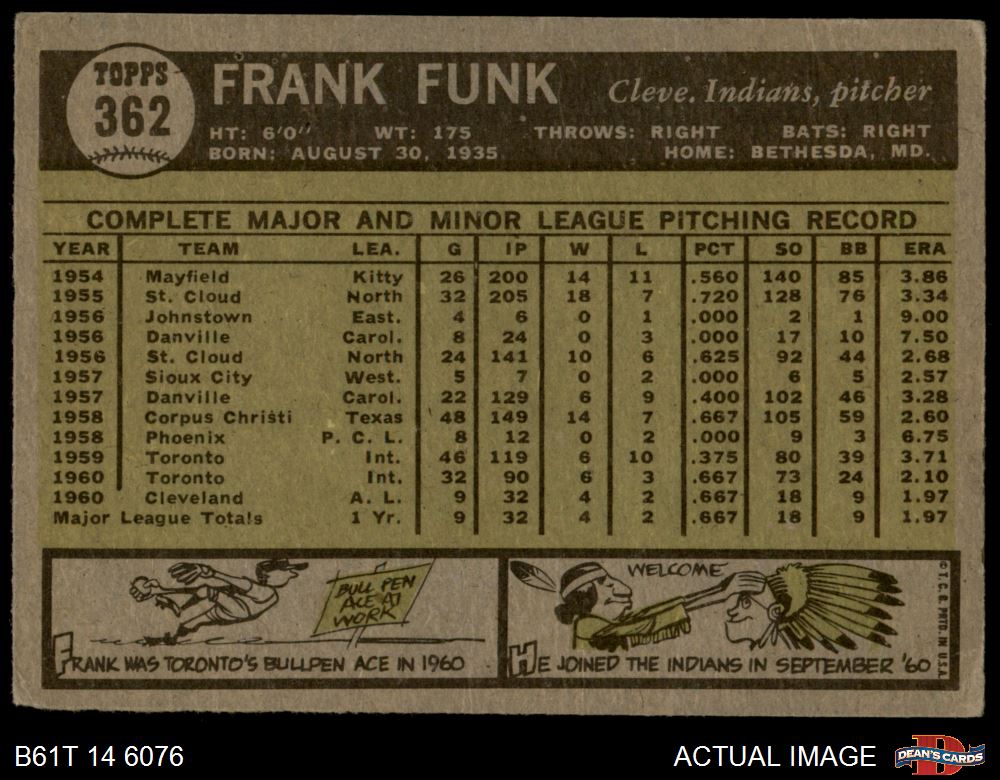 TOPPS
362
FRANK FUNK Cleve. Indians, pitcher
HT: 6'0" WT: 175 THROWS: RIGHT BATS: RIGHT
BORN: AUGUST 30, 1935 HOME: BETHESDA, MD.
COMPLETE MAJOR AND MINOR LEAGUE PITCHING RECORD
YEAR TEAM LEA. G IP W L PCT SO BB ERA
1954 Mayfield Kitty 26 200 14 11 .560 140 85 3.86
1955 St. Cloud North 32 205 18 7 .720 128 76 3.34
1956 Johnstown East. 4 6 0 1 .000 2 1 9.00
1956 Danville Carol. 8 24 0 3 .000 17 10 7.50
1956 St. Cloud North 24 141 10 6 .625 92 44 2.68
1957 Sioux City West. 5 7 0 2 .000 6 5 2.57
1957 Danville Carol. 22 129 6 9 .400 102 46 3.28
1958 Corpus Christi Texas 48 149 14 7 .667 105 59 2.60
1958 Phoenix P. C. L. 8 12 0 2 .000 9 3 6.75
1959 Toronto Int. 46 119 6 10 .375 80 39 3.71
1960 Toronto Int. 32 90 6 3 .667 73 24 2.10
1960 Cleveland A. L. 9 32 4 2 .667 18 9 1.97
Major League Totals 1 Yr. 9 32 4 2 .667 18 9 1.97
BULL PEN
ACE AT
WORK
FRANK WAS TORONTO'S BULLPEN ACE IN 1960
WELCOME
HE JOINED THE INDIANS IN SEPTEMBER '60
© T. C. G. PRTD. IN U.S.A.
B61T 14 6076 ACTUAL IMAGE
D
DEAN'S CARDS